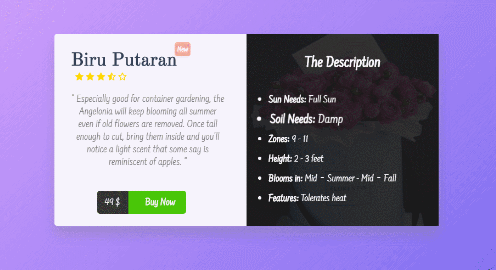 Biru Putaran
New
" Especially good for container gardening, the
Angelonia will keep blooming all summer
even if old flowers are removed. Once tall
enough to cut, bring them inside and you'll
notice a light scent that some say is
reminiscent of apples. "
49 $
Buy Now
The Description
Sun Needs: Full Sun
Soil Needs: Damp
Zones: 9 - 11
Height: 2 - 3 feet
Blooms in: Mid - Summer - Mid - Fall
Features: Tolerates heat